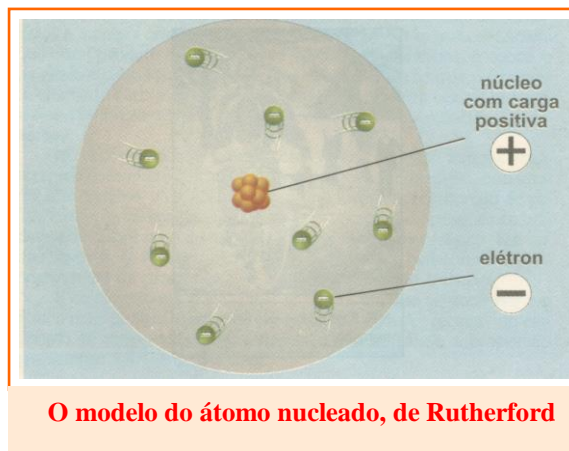 núcleo
com carga
positiva
+
elétron
−
O modelo do átomo nucleado, de Rutherford